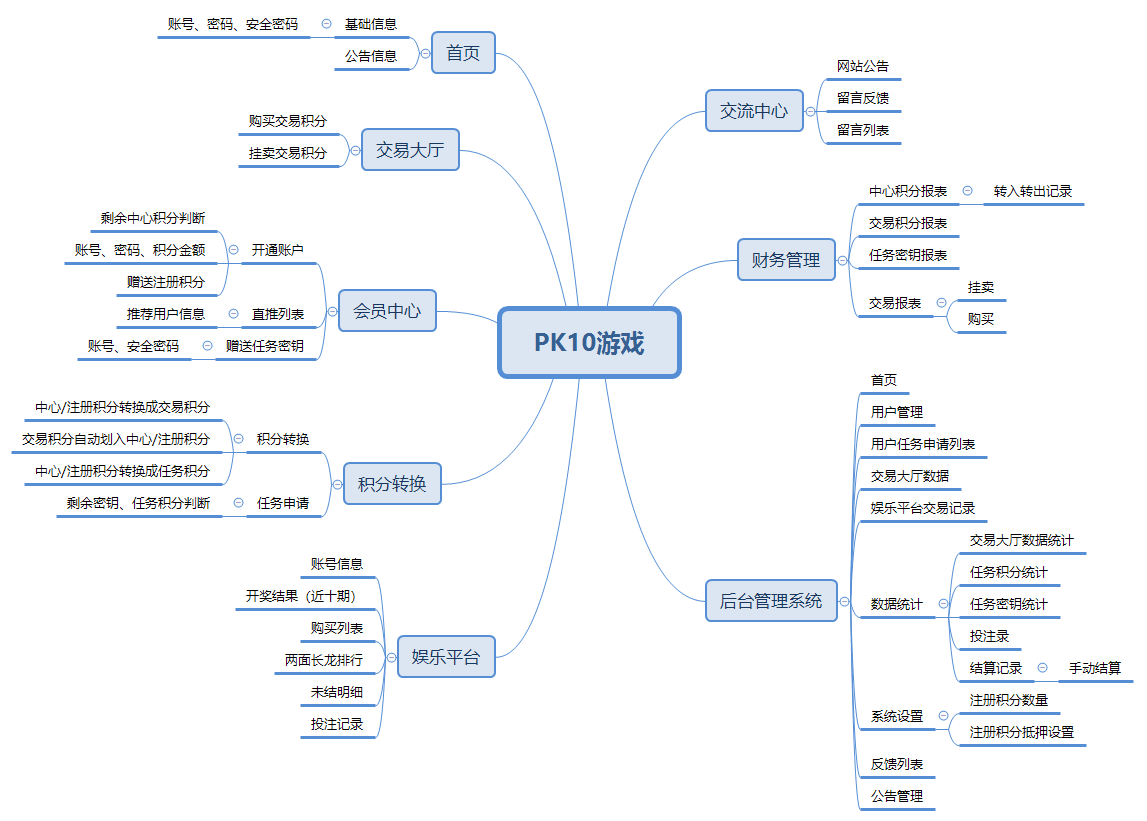 PK10游戏
首页
基础信息
账号、密码、安全密码
公告信息
交易大厅
购买交易积分
挂卖交易积分
会员中心
开通账户
剩余中心积分判断
账号、密码、积分金额
赠送注册积分
直推列表
推荐用户信息
赠送任务密钥
账号、安全密码
积分转换
积分转换
中心/注册积分转换成交易积分
交易积分自动划入中心/注册积分
中心/注册积分转换成任务积分
任务申请
剩余密钥、任务积分判断
娱乐平台
账号信息
开奖结果（近十期）
购买列表
两面长龙排行
未结明细
投注记录
交流中心
网站公告
留言反馈
留言列表
财务管理
中心积分报表
转入转出记录
交易积分报表
任务密钥报表
交易报表
挂卖
购买
后台管理系统
首页
用户管理
用户任务申请列表
交易大厅数据
娱乐平台交易记录
数据统计
交易大厅数据统计
任务积分统计
任务密钥统计
投注录
结算记录
手动结算
系统设置
注册积分数量
注册积分抵押设置
反馈列表
公告管理